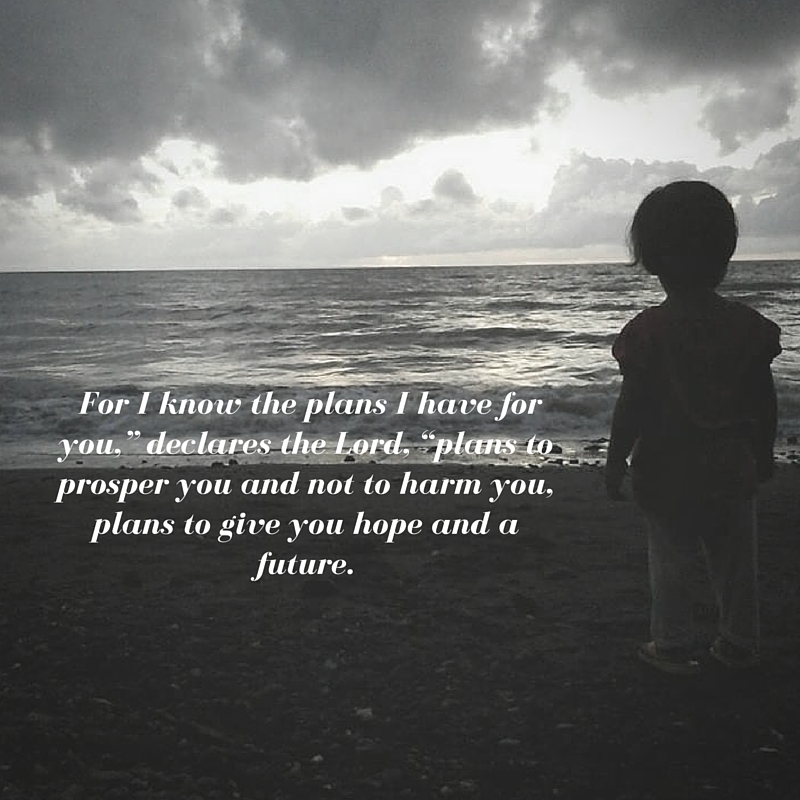 For I know the plans I have for
you,” declares the Lord, “plans to
prosper you and not to harm you,
plans to give you hope and a
future.